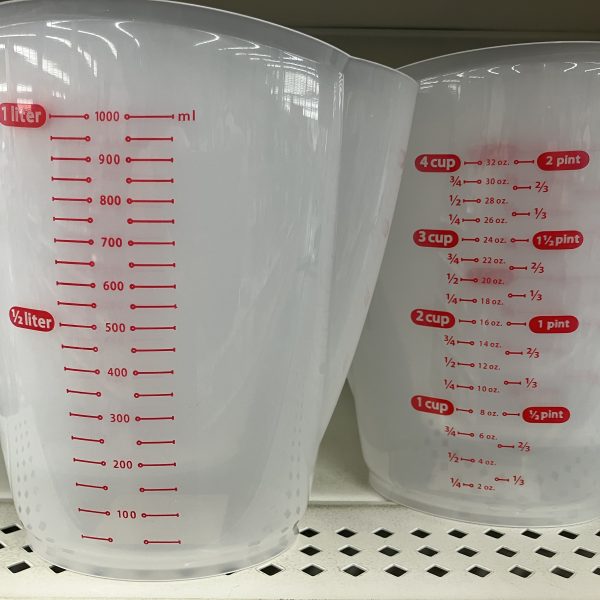 1 liter 1000 ml
900
800
700
600
½ liter 500
400
300
200
100
4 cup 32 oz. 2 pint
¾ 30 oz. ⅔
½ 28 oz.
¼ 26 oz. ⅓
3 cup 24 oz. 1½ pint
¾ 22 oz. ⅔
½ 20 oz.
¼ 18 oz. ⅓
2 cup 16 oz. 1 pint
¾ 14 oz. ⅔
½ 12 oz.
¼ 10 oz. ⅓
1 cup 8 oz. ½ pint
¾ 6 oz. ⅔
½ 4 oz.
¼ 2 oz. ⅓